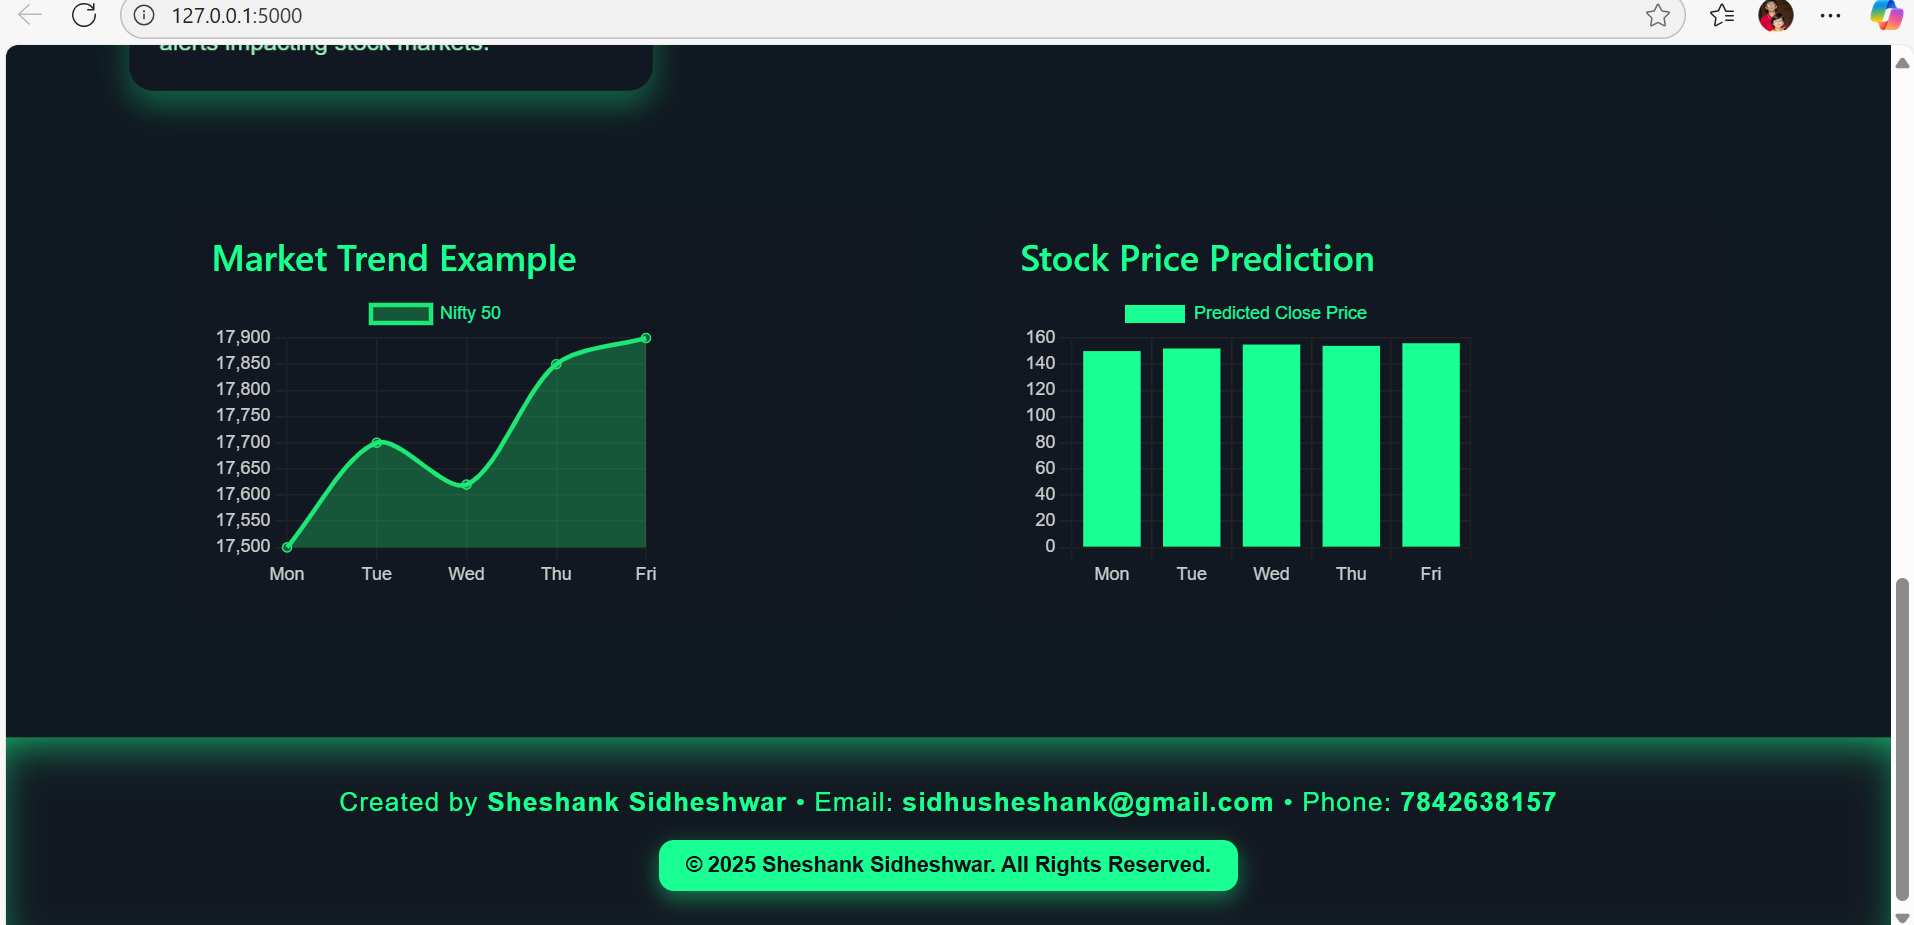 127.0.0.1:5000
alerts impacting stock markets.
Market Trend Example
Nifty 50
17,900
17,850
17,800
17,750
17,700
17,650
17,600
17,550
17,500
Mon Tue Wed Thu Fri
Stock Price Prediction
Predicted Close Price
160
140
120
100
80
60
40
20
0
Mon Tue Wed Thu Fri
Created by Sheshank Sidheshwar • Email: sidhusheshank@gmail.com • Phone: 7842638157
© 2025 Sheshank Sidheshwar. All Rights Reserved.